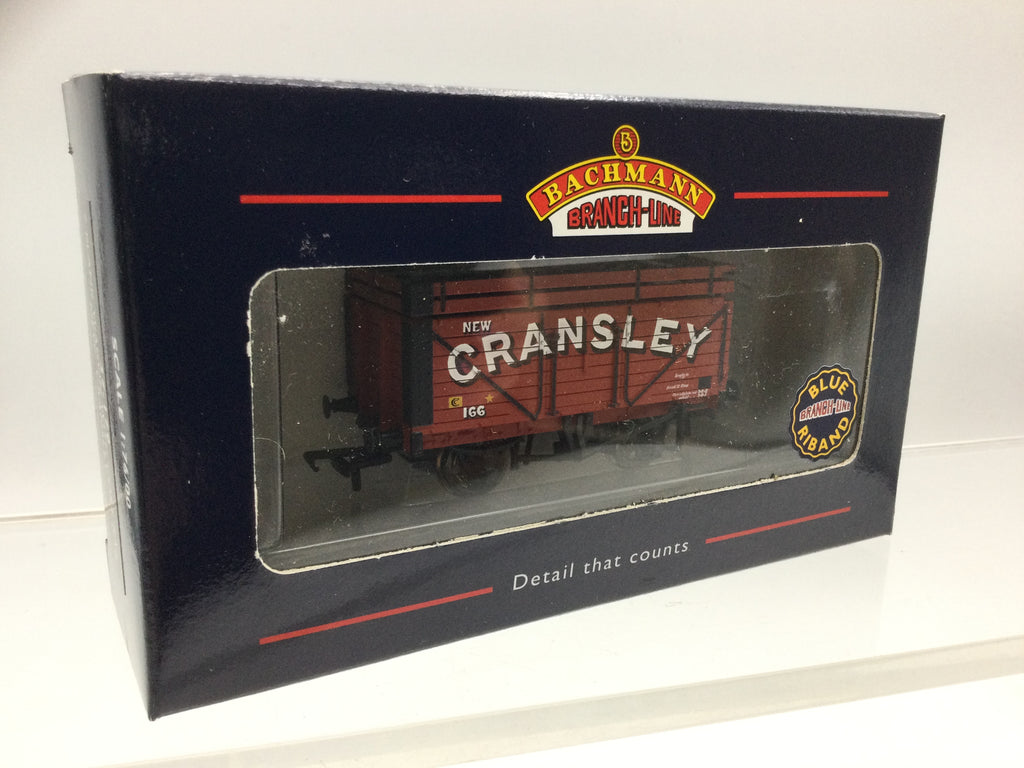 B
BACHMANN
BRANCH-LINE
NEW
CRANSLEY
166
BLUE
BRANCH-LINE
RIBAND
Detail that counts